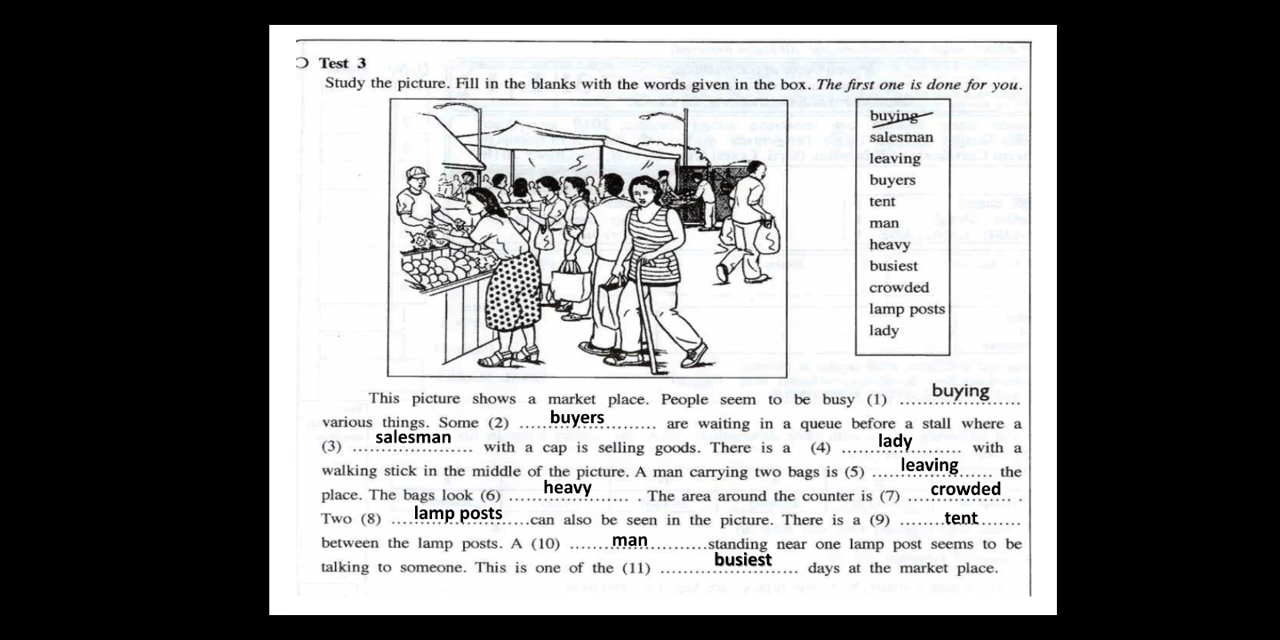 Test 3
Study the picture. Fill in the blanks with the words given in the box. The first one is done for you.
buying
salesman
leaving
buyers
tent
man
heavy
busiest
crowded
lamp posts
lady
This picture shows a market place. People seem to be busy (1) buying
various things. Some (2) buyers are waiting in a queue before a stall where a
(3) salesman with a cap is selling goods. There is a (4) lady with a
walking stick in the middle of the picture. A man carrying two bags is (5) leaving the
place. The bags look (6) heavy. The area around the counter is (7) crowded.
Two (8) lamp posts can also be seen in the picture. There is a (9) tent
between the lamp posts. A (10) man standing near one lamp post seems to be
talking to someone. This is one of the (11) busiest days at the market place.